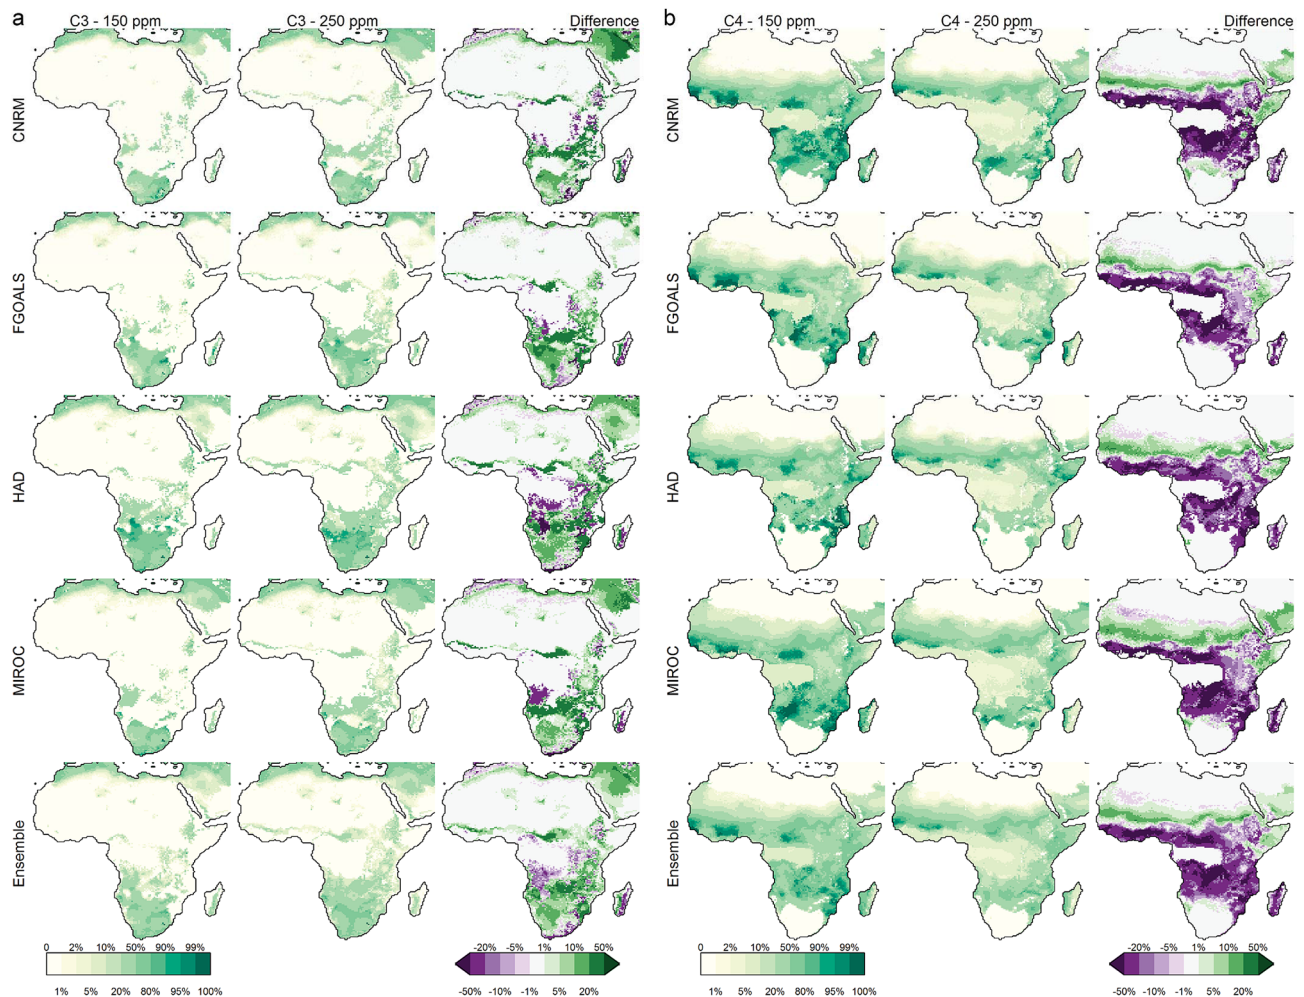 a
C3 - 150 ppm
C3 - 250 ppm
Difference
b
C4 - 150 ppm
C4 - 250 ppm
Difference
CNRM
CNRM
FGOALS
FGOALS
HAD
HAD
MIROC
MIROC
Ensemble
Ensemble
0 2% 10% 50% 90% 99%
1% 5% 20% 80% 95% 100%
-20% -5% 1% 10% 50%
-50% -10% -1% 5% 20%
0 2% 10% 50% 90% 99%
1% 5% 20% 80% 95% 100%
-20% -5% 1% 10% 50%
-50% -10% -1% 5% 20%